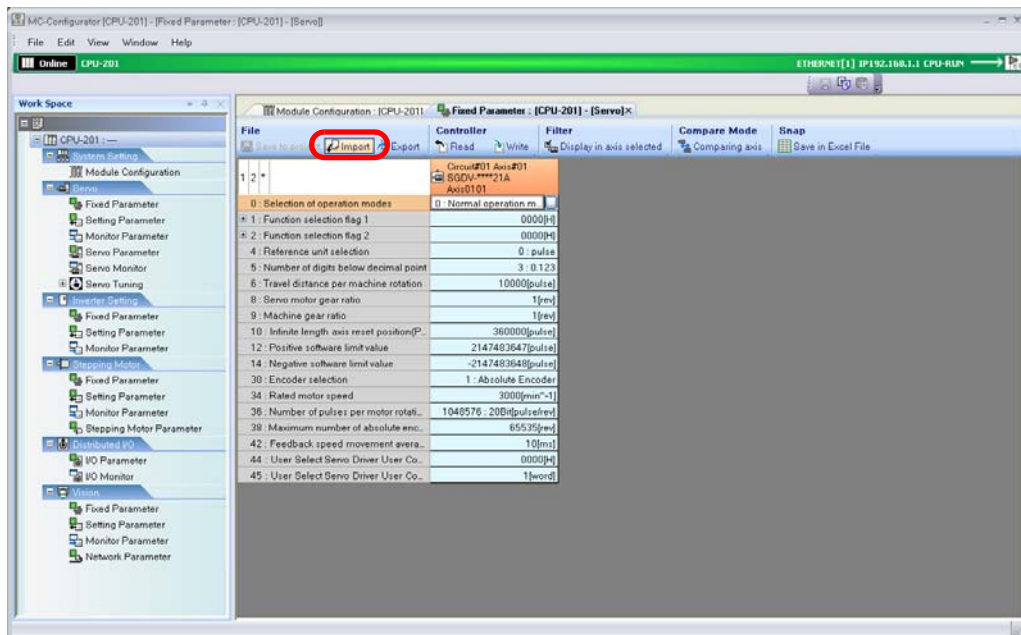 MC-Configurator [CPU-201] - [Fixed Parameter : [CPU-201] - [Servo]]
File Edit View Window Help
Online CPU-201 ETHERNET[1] IP192.168.1.1 CPU-RUN
Work Space
Module Configuration : [CPU-201] Fixed Parameter : [CPU-201] - [Servo]×
File Controller Filter Compare Mode Snap
Save to project Import Export Read Write Display in axis selected Comparing axis Save in Excel File
CPU-201 : ---
System Setting
Module Configuration
Servo
Fixed Parameter
Setting Parameter
Monitor Parameter
Servo Parameter
Servo Monitor
Servo Tuning
Inverter Setting
Fixed Parameter
Setting Parameter
Monitor Parameter
Stepping Motor
Fixed Parameter
Setting Parameter
Monitor Parameter
Stepping Motor Parameter
Distributed I/O
I/O Parameter
I/O Monitor
Vision
Fixed Parameter
Setting Parameter
Monitor Parameter
Network Parameter
1 2 *
Circuit#01 Axis#01
SGDV-****21A
Axis0101
0 : Selection of operation modes 0 : Normal operation m...
1 : Function selection flag 1 0000[H]
2 : Function selection flag 2 0000[H]
4 : Reference unit selection 0 : pulse
5 : Number of digits below decimal point 3 : 0.123
6 : Travel distance per machine rotation 10000[pulse]
8 : Servo motor gear ratio 1[rev]
9 : Machine gear ratio 1[rev]
10 : Infinite length axis reset position(P... 360000[pulse]
12 : Positive software limit value 2147483647[pulse]
14 : Negative software limit value -2147483648[pulse]
30 : Encoder selection 1 : Absolute Encoder
34 : Rated motor speed 3000[min^-1]
36 : Number of pulses per motor rotati... 1048576 : 20Bit[pulse/rev]
38 : Maximum number of absolute enc... 65535[rev]
42 : Feedback speed movement avera... 10[ms]
44 : User Select Servo Driver User Co... 0000[H]
45 : User Select Servo Driver User Co... 1[word]